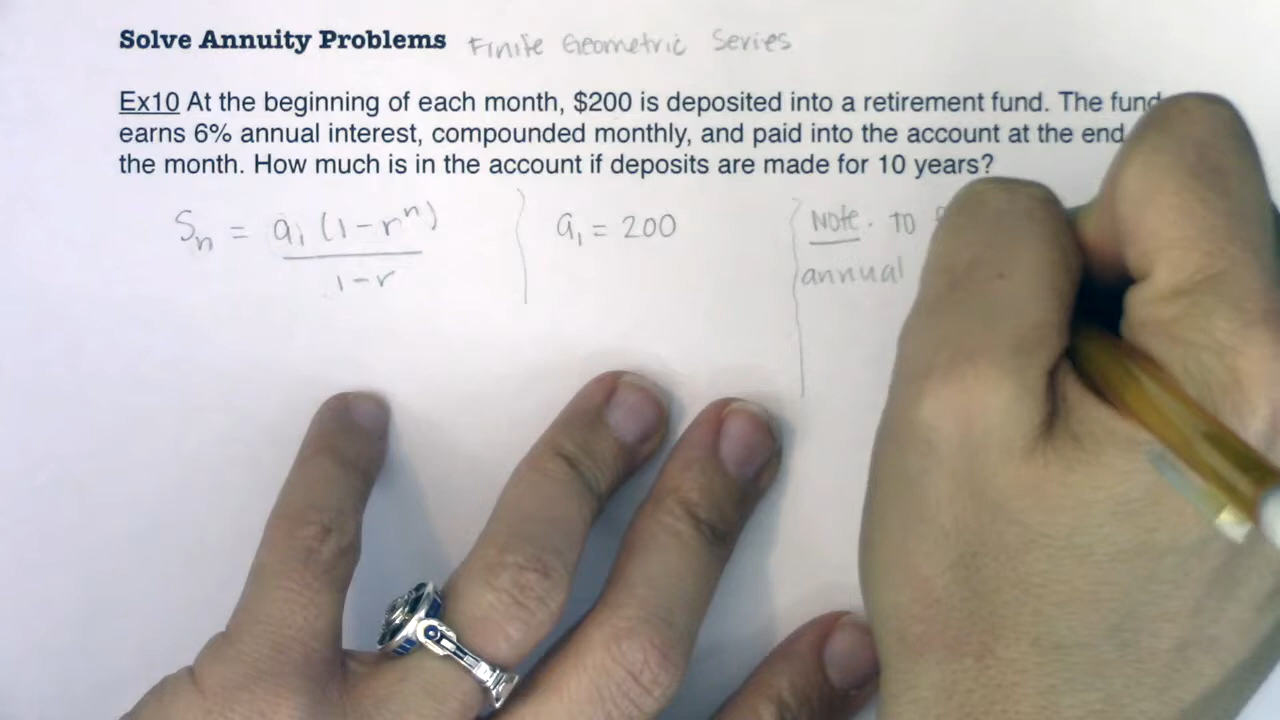 Solve Annuity Problems Finite Geometric Series
Ex10 At the beginning of each month, $200 is deposited into a retirement fund. The fund
earns 6% annual interest, compounded monthly, and paid into the account at the end
the month. How much is in the account if deposits are made for 10 years?
Sₙ = a₁(1-rⁿ) / 1-r
a₁ = 200
Note. To
annual